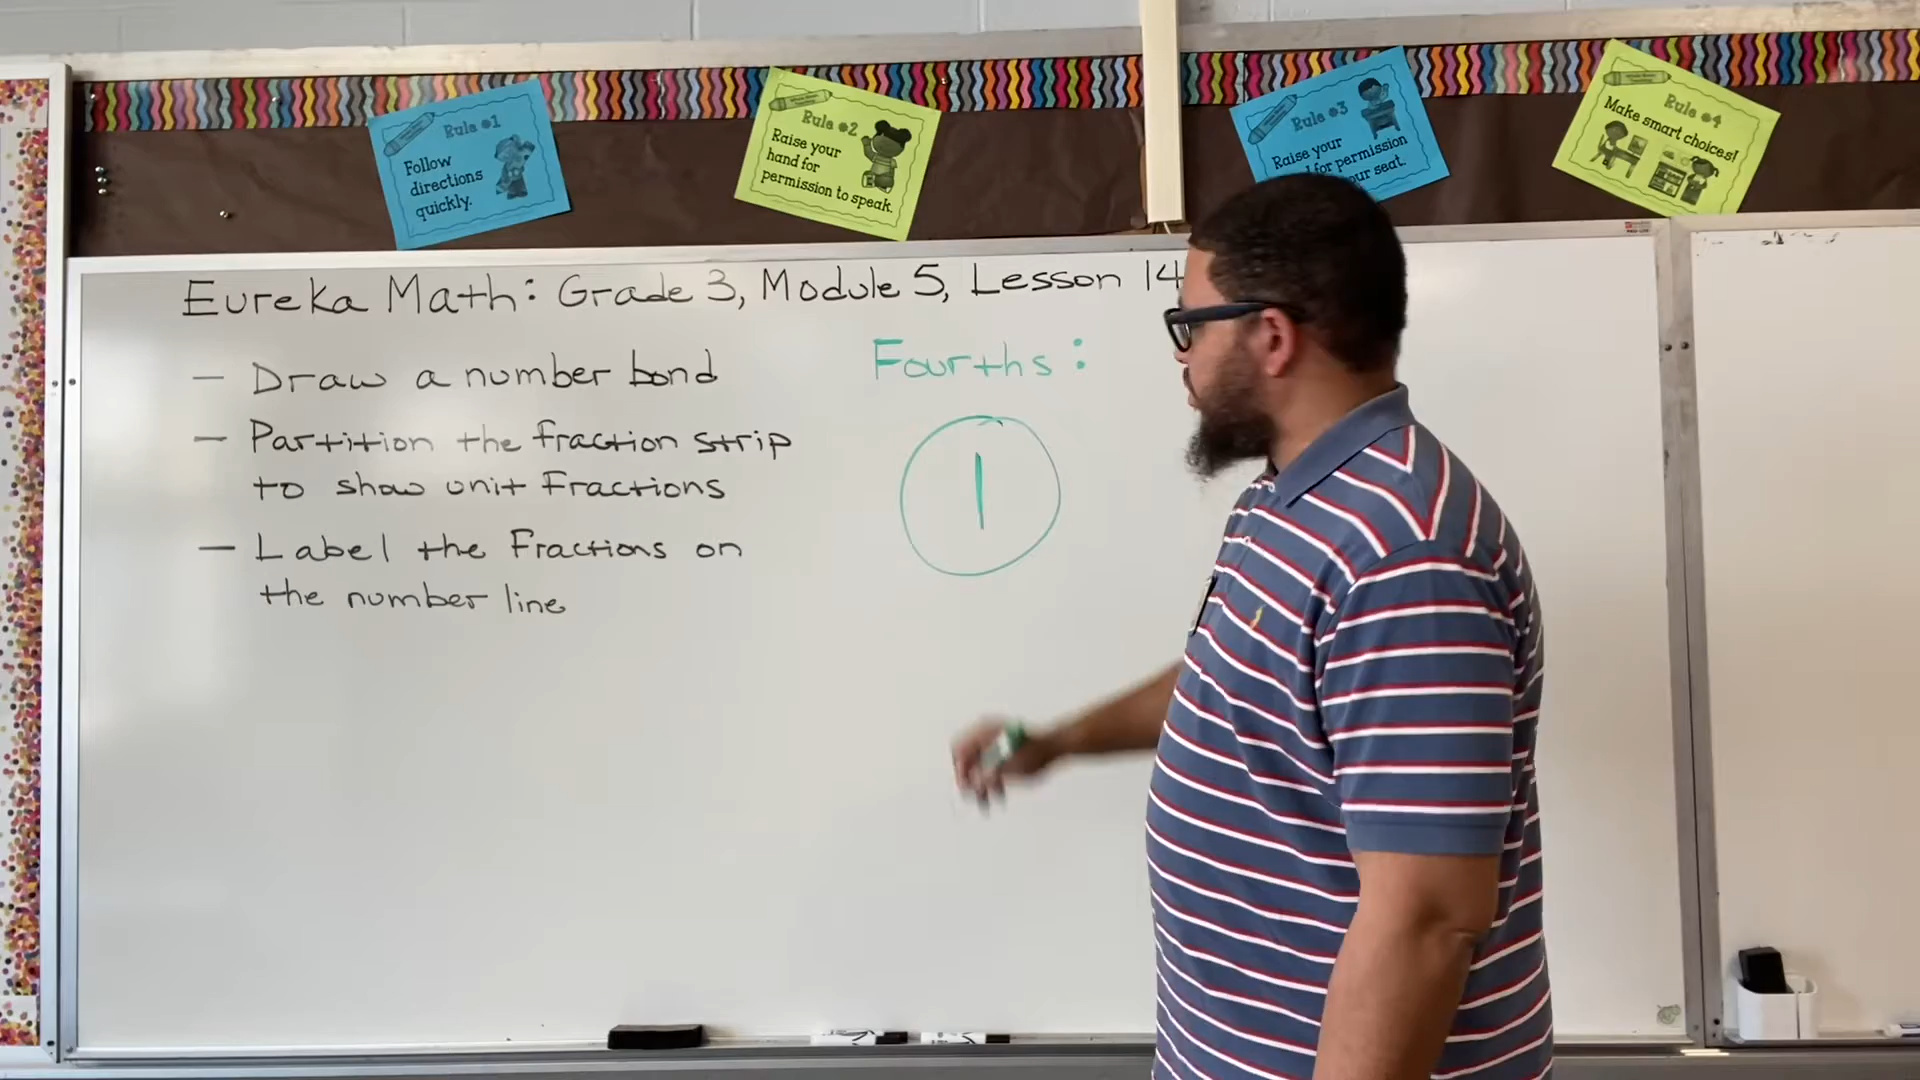 Rule #1
Follow
directions
quickly.
Rule #2
Raise your
hand for
permission to speak.
Rule #3
Raise your
for permission
our seat.
Rule #4
Make smart choices!
Eureka Math: Grade 3, Module 5, Lesson 14
- Draw a number bond
- Partition the fraction strip
to show unit Fractions
- Label the Fractions on
the number line
Fourths:
1